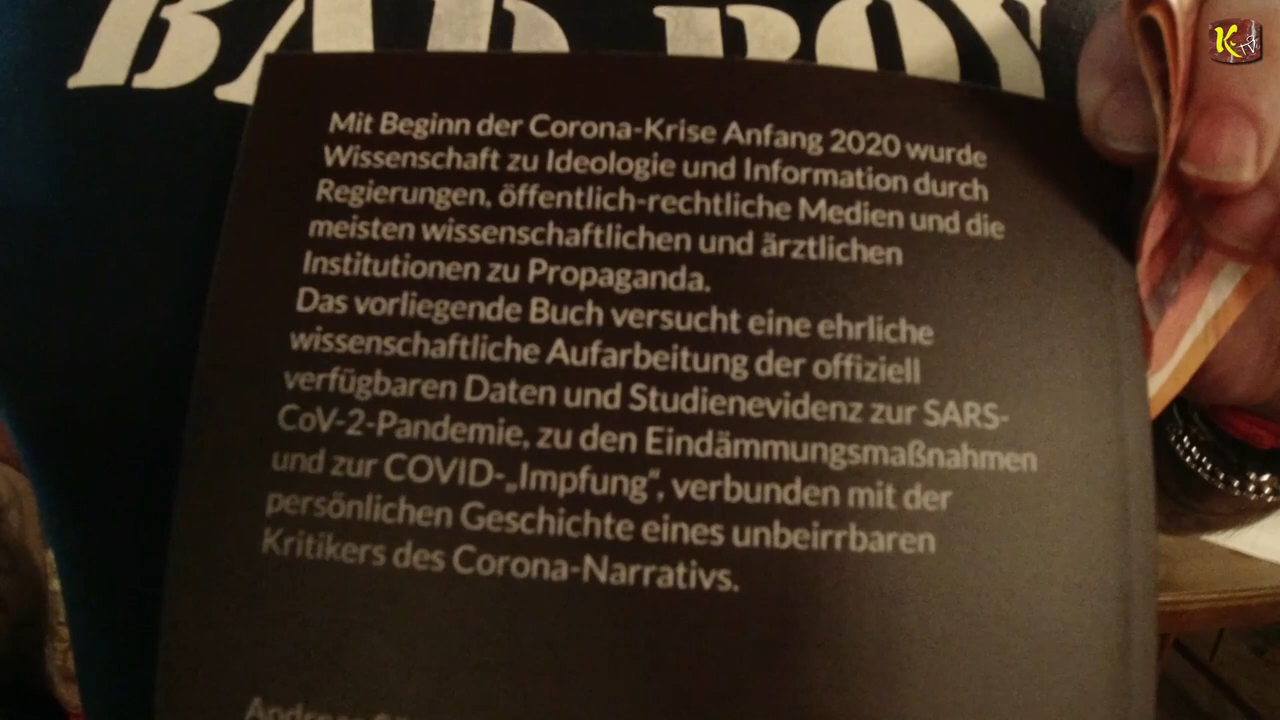 BAD BOY
Mit Beginn der Corona-Krise Anfang 2020 wurde
Wissenschaft zu Ideologie und Information durch
Regierungen, öffentlich-rechtliche Medien und die
meisten wissenschaftlichen und ärztlichen
Institutionen zu Propaganda.
Das vorliegende Buch versucht eine ehrliche
wissenschaftliche Aufarbeitung der offiziell
verfügbaren Daten und Studienevidenz zur SARS-
CoV-2-Pandemie, zu den Eindämmungsmaßnahmen
und zur COVID-„Impfung“, verbunden mit der
persönlichen Geschichte eines unbeirrbaren
Kritikers des Corona-Narrativs.